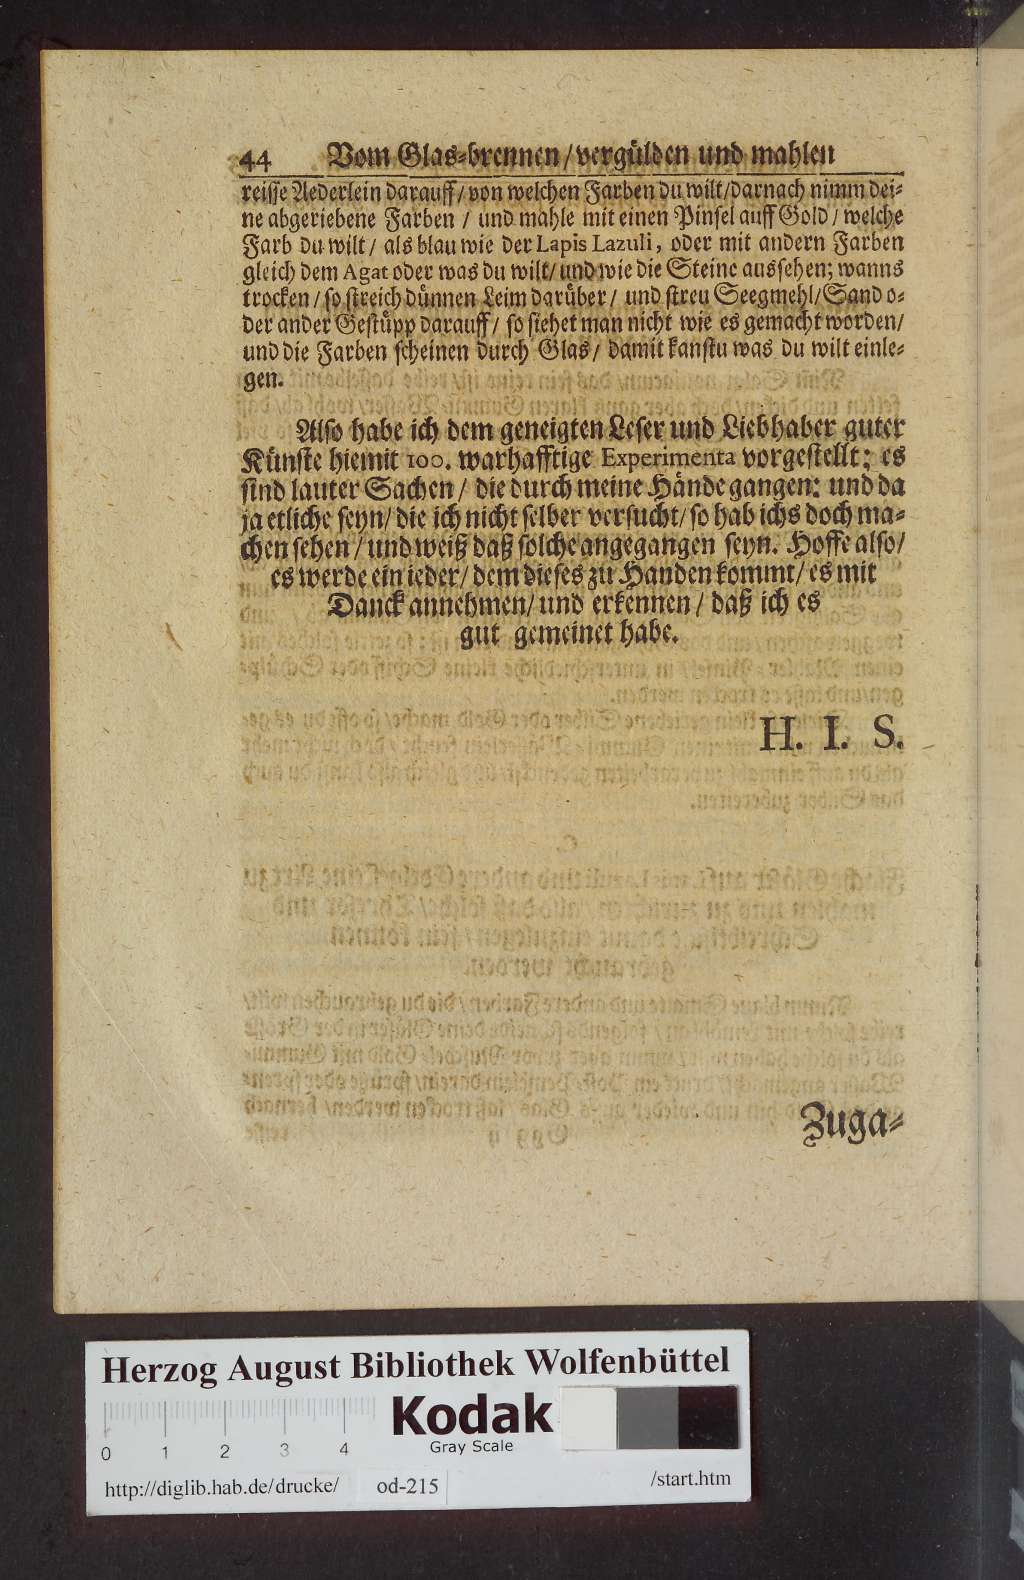 44 Vom Glas-brennen / vergülden und mahlen
reisse Aederlein darauff / von welchen Farben du wilt / darnach nimm dei-
ne abgeriebene Farben / und mahle mit einen Pinsel auff Gold / welche
Farb du wilt / als blau wie der Lapis Lazuli, oder mit andern Farben
gleich dem Agat oder was du wilt / und wie die Steine aussehen; wanns
trocken / so streich dünnen Leim darüber / und streu Seegmehl / Sand o-
der ander Gestüpp darauff / so siehet man nicht wie es gemacht worden /
und die Farben scheinen durch Glas / damit kanstu was du wilt einle-
gen.
Also habe ich dem geneigten Leser und Liebhaber guter
Künste hiemit 100. warhafftige Experimenta vorgestellt; es
sind lauter Sachen / die durch meine Hände gangen: und da
ja etliche seyn / die ich nicht selber versucht / so hab ichs doch ma-
chen sehen / und weiß daß solche angegangen seyn. Hoffe also /
es werde ein ieder / dem dieses zu Handen kommt / es mit
Danck annehmen / und erkennen / daß ich es
gut gemeinet habe.
H. I. S.
Zuga-
Herzog August Bibliothek Wolfenbüttel
Kodak
Gray Scale
0 1 2 3 4
http://diglib.hab.de/drucke/ od-215 /start.htm